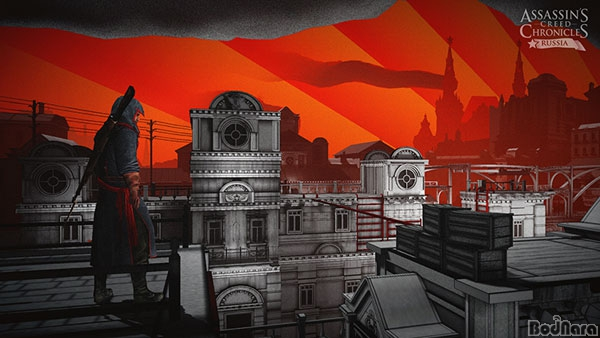 ASSASSIN'S
CREED
CHRONICLES
RUSSIA
BodNara